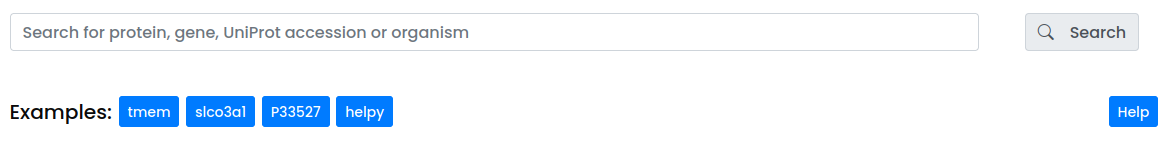 Search for protein, gene, UniProt accession or organism Search
Examples: tmem slco3a1 P33527 helpy Help